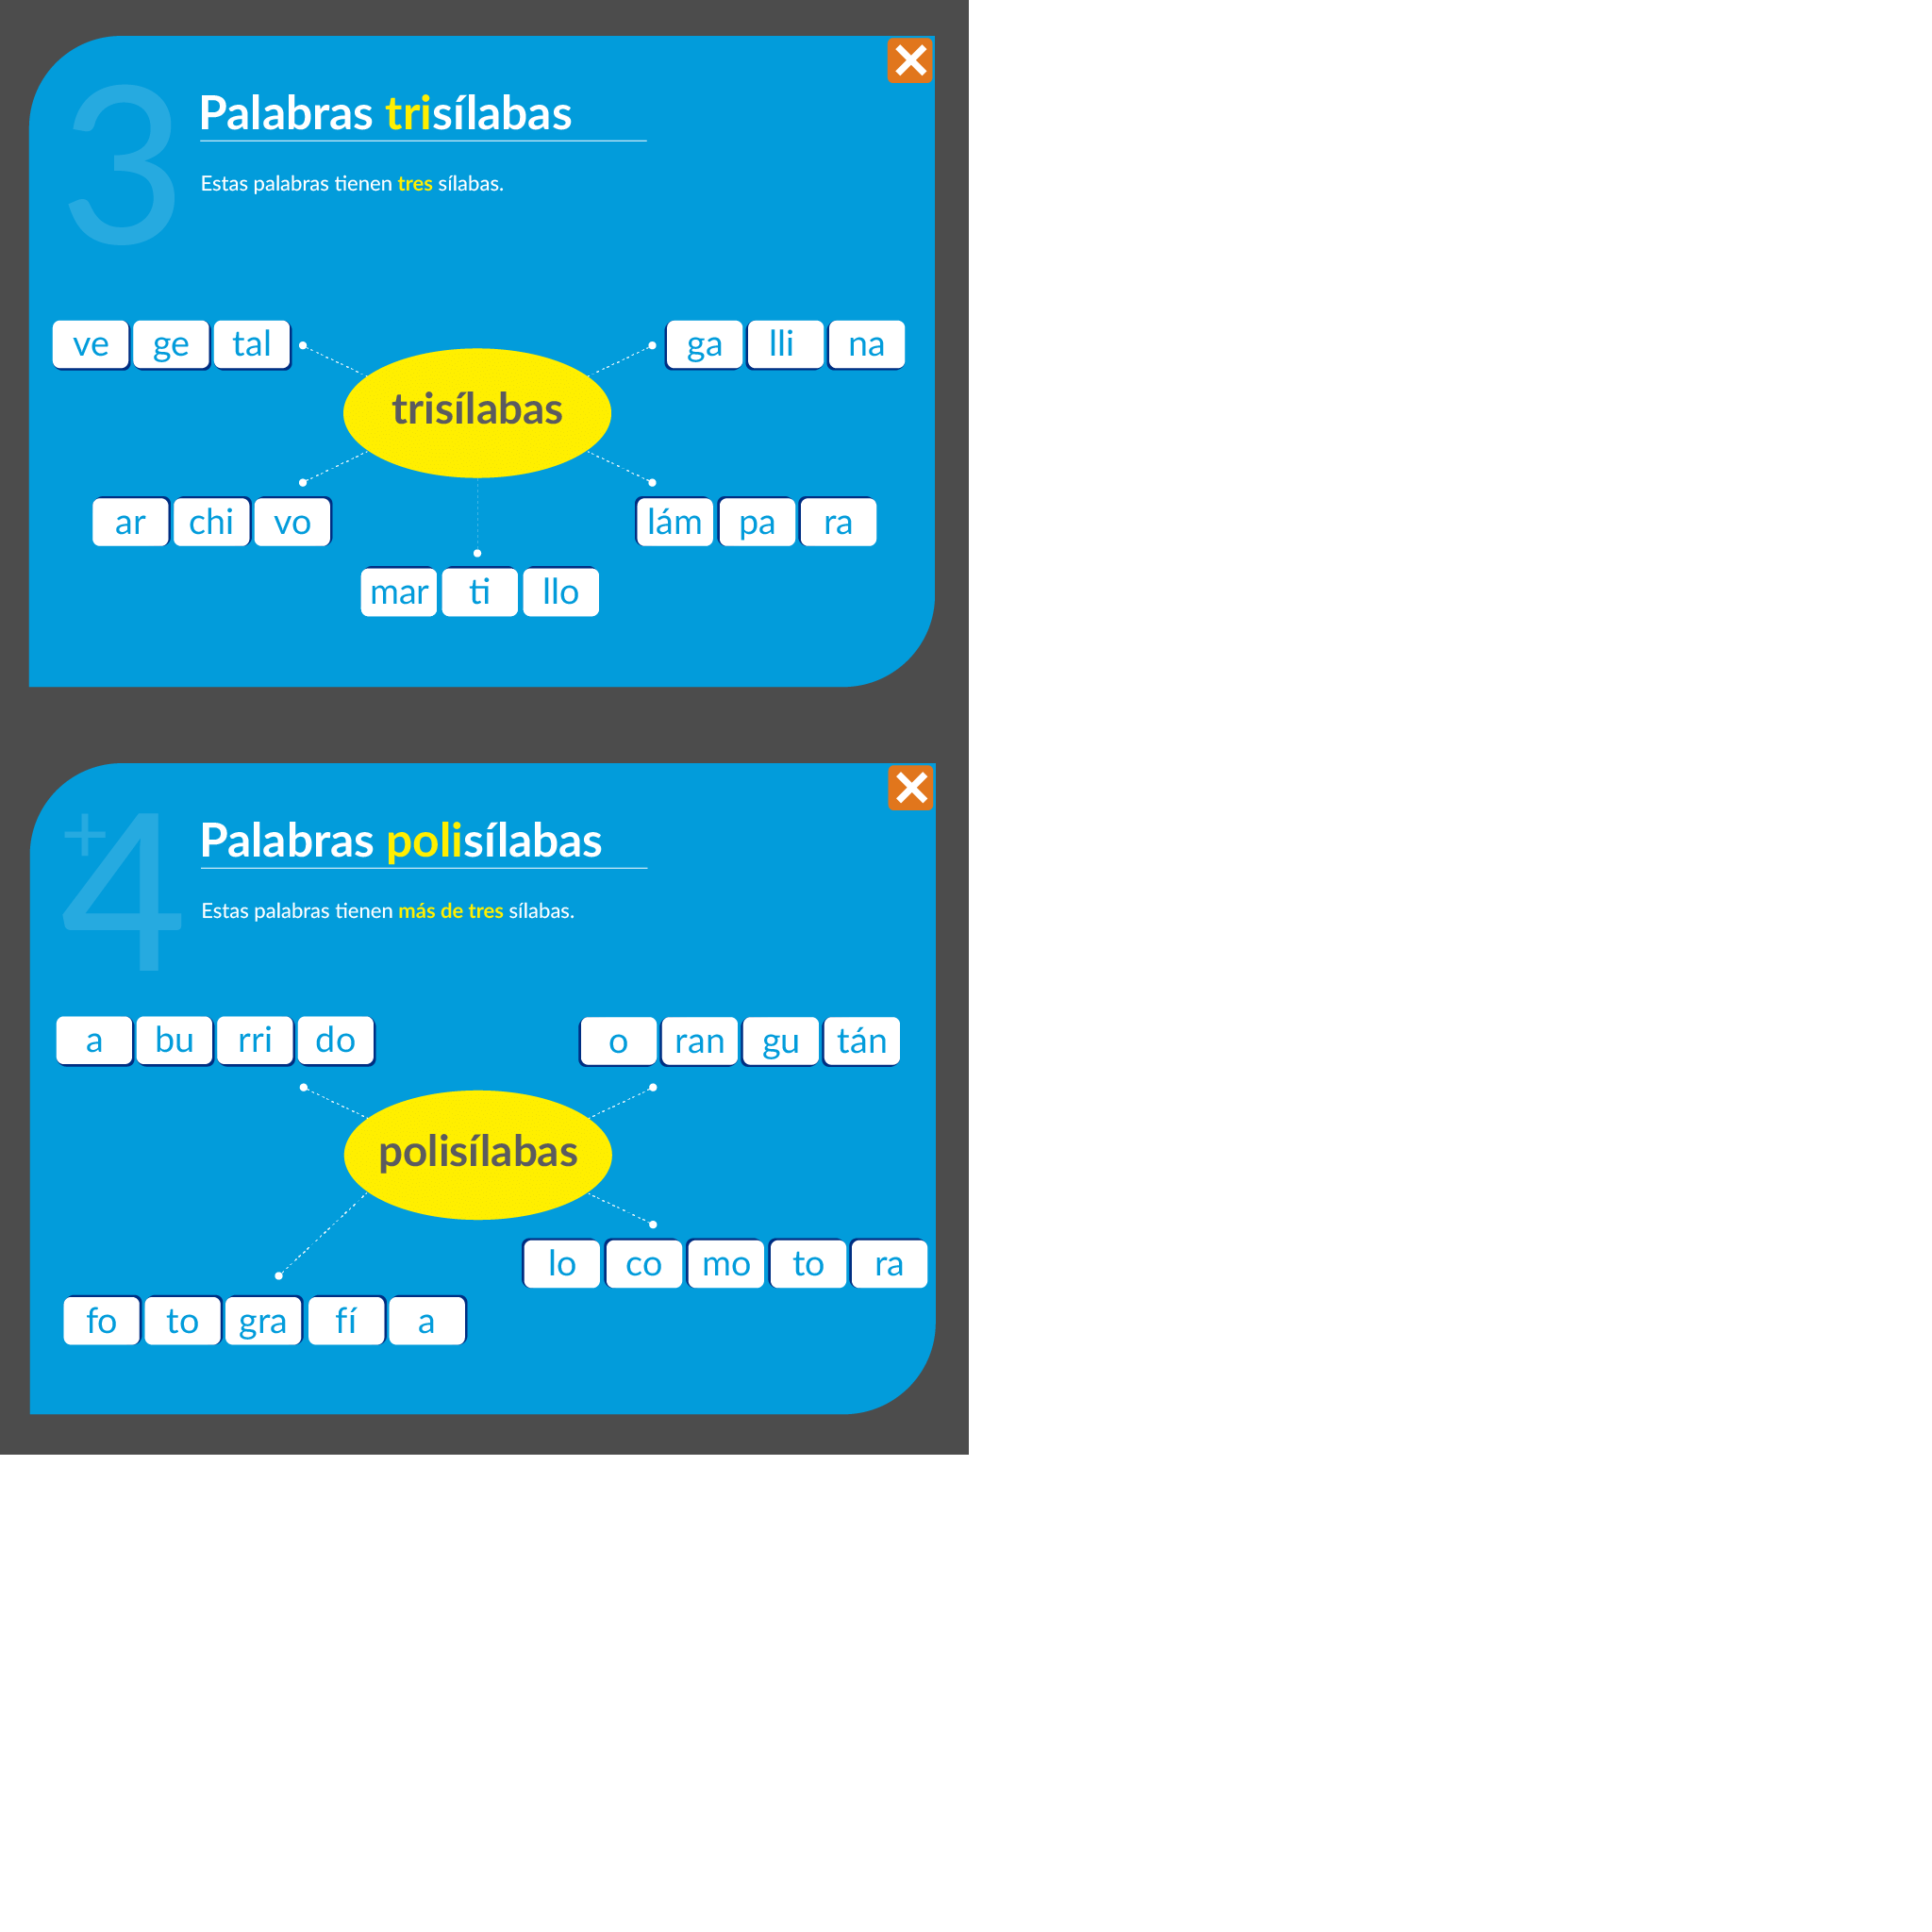 3
Palabras trisílabas
Estas palabras tienen tres sílabas.
ve ge tal
ga lli na
trisílabas
ar chi vo
lám pa ra
mar ti llo
+4
Palabras polisílabas
Estas palabras tienen más de tres sílabas.
a bu rri do
o ran gu tán
polisílabas
lo co mo to ra
fo to gra fí a